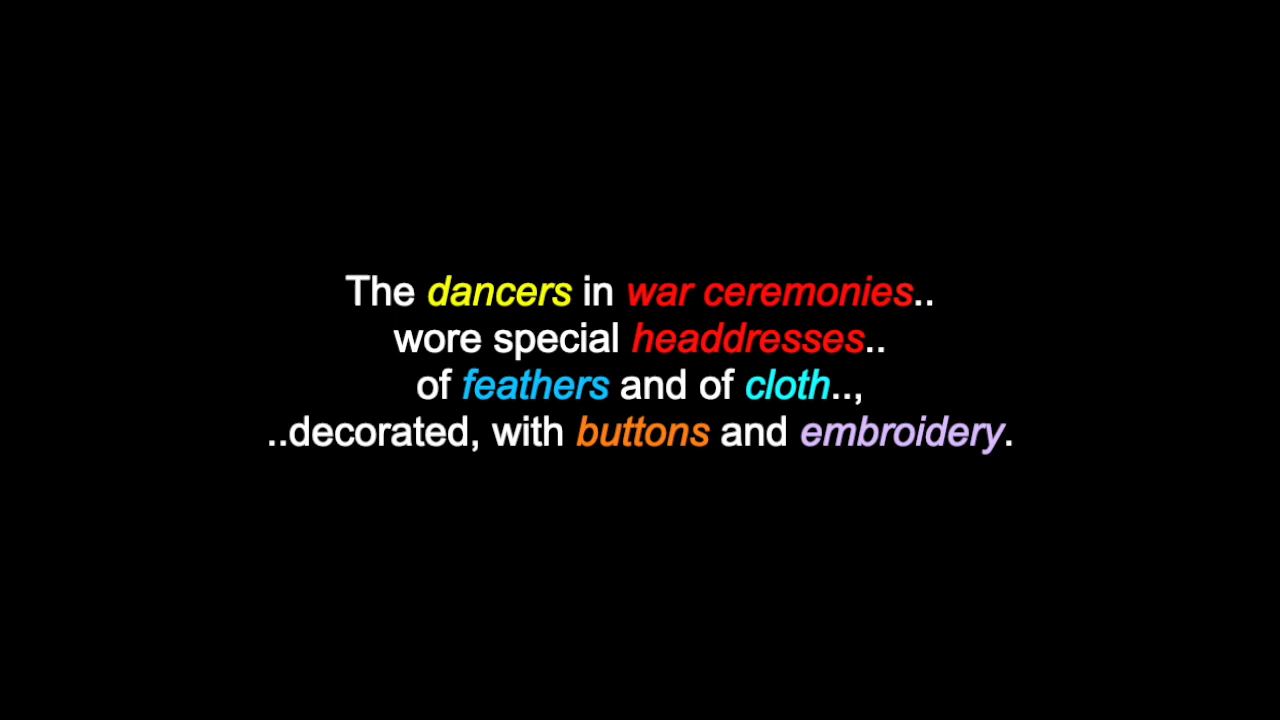 The dancers in war ceremonies..
wore special headdresses..
of feathers and of cloth..,
..decorated, with buttons and embroidery.